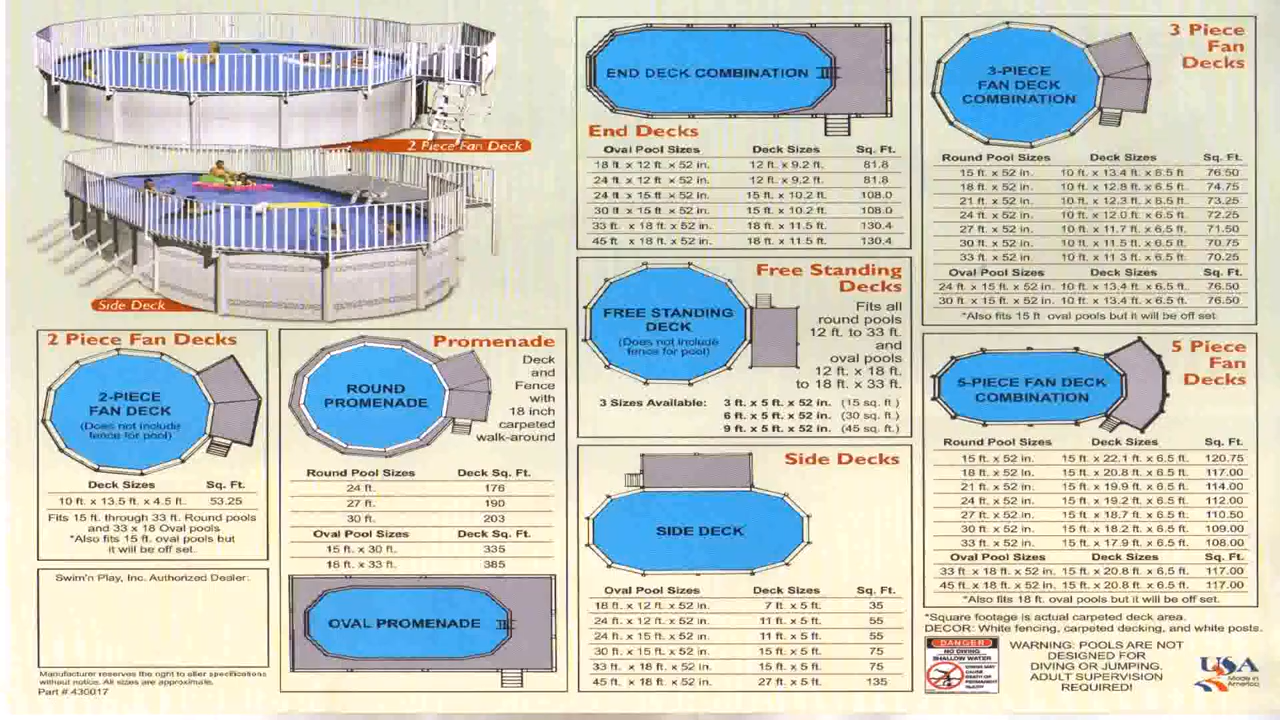 2 Piece Fan Deck
Side Deck
2 Piece Fan Decks
2-PIECE
FAN DECK
(Does not include
fence for pool)
Deck Sizes Sq. Ft.
10 ft. x 13.5 ft. x 4.5 ft. 53.25
Fits 15 ft. through 33 ft. Round pools
and 33 x 18 Oval pools
*Also fits 15 ft. oval pools but
it will be off set.
Swim'n Play, Inc. Authorized Dealer:
Manufacturer reserves the right to alter specifications
without notice. All sizes are approximate.
Part # 430017
Promenade
ROUND
PROMENADE
Deck
and
Fence
with
18 inch
carpeted
walk-around
Round Pool Sizes Deck Sq. Ft.
24 ft. 176
27 ft. 190
30 ft. 203
Oval Pool Sizes Deck Sq. Ft.
15 ft. x 30 ft. 335
18 ft. x 33 ft. 385
OVAL PROMENADE
END DECK COMBINATION
End Decks
Oval Pool Sizes Deck Sizes Sq. Ft.
18 ft. x 12 ft. x 52 in. 12 ft. x 9.2 ft. 81.8
24 ft. x 12 ft. x 52 in. 12 ft. x 9.2 ft. 81.8
24 ft. x 15 ft. x 52 in. 15 ft. x 10.2 ft. 108.0
30 ft. x 15 ft. x 52 in. 15 ft. x 10.2 ft. 108.0
33 ft. x 18 ft. x 52 in. 18 ft. x 11.5 ft. 130.4
45 ft. x 18 ft. x 52 in. 18 ft. x 11.5 ft. 130.4
Free Standing
Decks
FREE STANDING
DECK
(Does not include
fence for pool)
Fits all
round pools
12 ft. to 33 ft.
and
oval pools
12 ft. x 18 ft.
to 18 ft. x 33 ft.
3 Sizes Available: 3 ft. x 5 ft. x 52 in. (15 sq. ft.)
6 ft. x 5 ft. x 52 in. (30 sq. ft.)
9 ft. x 5 ft. x 52 in. (45 sq. ft.)
Side Decks
SIDE DECK
Oval Pool Sizes Deck Sizes Sq. Ft.
18 ft. x 12 ft. x 52 in. 7 ft. x 5 ft. 35
24 ft. x 12 ft. x 52 in. 11 ft. x 5 ft. 55
24 ft. x 15 ft. x 52 in. 11 ft. x 5 ft. 55
30 ft. x 15 ft. x 52 in. 15 ft. x 5 ft. 75
33 ft. x 18 ft. x 52 in. 15 ft. x 5 ft. 75
45 ft. x 18 ft. x 52 in. 27 ft. x 5 ft. 135
3 Piece
Fan
Decks
3-PIECE
FAN DECK
COMBINATION
Round Pool Sizes Deck Sizes Sq. Ft.
15 ft. x 52 in. 10 ft. x 13.4 ft. x 6.5 ft 76.50
18 ft. x 52 in. 10 ft. x 12.8 ft. x 6.5 ft. 74.75
21 ft. x 52 in. 10 ft. x 12.3 ft. x 6.5 ft. 73.25
24 ft. x 52 in. 10 ft. x 12.0 ft. x 6.5 ft. 72.25
27 ft. x 52 in. 10 ft. x 11.7 ft. x 6.5 ft. 71.50
30 ft. x 52 in. 10 ft. x 11.5 ft. x 6.5 ft. 70.75
33 ft. x 52 in. 10 ft. x 11.3 ft. x 6.5 ft. 70.25
Oval Pool Sizes Deck Sizes Sq. Ft.
24 ft. x 15 ft. x 52 in. 10 ft. x 13.4 ft. x 6.5 ft. 76.50
30 ft. x 15 ft. x 52 in. 10 ft. x 13.4 ft. x 6.5 ft. 76.50
*Also fits 15 ft. oval pools but it will be off set.
5 Piece
Fan
Decks
5-PIECE FAN DECK
COMBINATION
Round Pool Sizes Deck Sizes Sq. Ft.
15 ft. x 52 in. 15 ft. x 22.1 ft. x 6.5 ft. 120.75
18 ft. x 52 in. 15 ft. x 20.8 ft. x 6.5 ft. 117.00
21 ft. x 52 in. 15 ft. x 19.9 ft. x 6.5 ft. 114.00
24 ft. x 52 in. 15 ft. x 19.2 ft. x 6.5 ft. 112.00
27 ft. x 52 in. 15 ft. x 18.7 ft. x 6.5 ft. 110.50
30 ft. x 52 in. 15 ft. x 18.2 ft. x 6.5 ft. 109.00
33 ft. x 52 in. 15 ft. x 17.9 ft. x 6.5 ft. 108.00
Oval Pool Sizes Deck Sizes Sq. Ft.
33 ft. x 18 ft. x 52 in. 15 ft. x 20.8 ft. x 6.5 ft. 117.00
45 ft. x 18 ft. x 52 in. 15 ft. x 20.8 ft. x 6.5 ft. 117.00
*Also fits 18 ft. oval pools but it will be off set.
*Square footage is actual carpeted deck area.
DECOR: White fencing, carpeted decking, and white posts.
DANGER
NO DIVING
SHALLOW WATER
DIVING MAY
CAUSE
DEATH OR
PERMANENT
INJURY
WARNING: POOLS ARE NOT
DESIGNED FOR
DIVING OR JUMPING.
ADULT SUPERVISION
REQUIRED!
USA
Made in
America